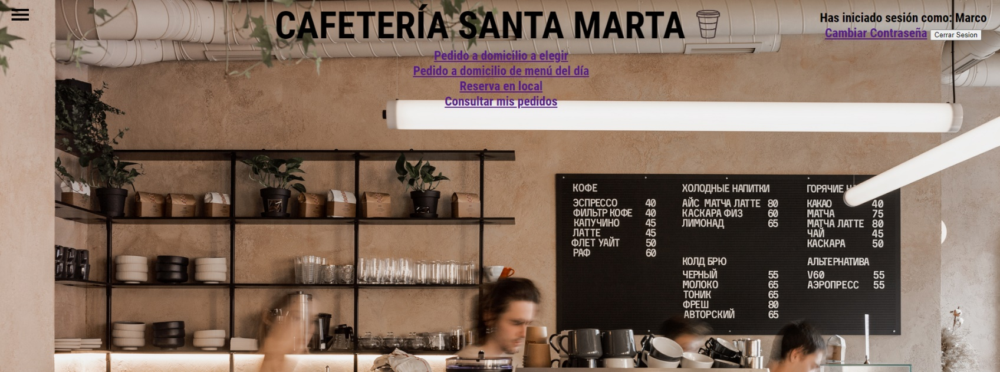 CAFETERÍA SANTA MARTA
Has iniciado sesión como: Marco
Cambiar Contraseña Cerrar Sesion
Pedido a domicilio a elegir
Pedido a domicilio de menú del día
Reserva en local
Consultar mis pedidos
КОФЕ
ЭСПРЕССО 40
ФИЛЬТР КОФЕ 40
КАПУЧИНО 45
ЛАТТЕ 45
ФЛЕТ УАЙТ 50
РАФ 60
ХОЛОДНЫЕ НАПИТКИ
АЙС МАТЧА ЛАТТЕ 80
КАСКАРА ФИЗ 60
ЛИМОНАД 65
КОЛД БРЮ
ЧЕРНЫЙ 55
МОЛОКО 65
ТОНИК 65
ФРЕШ 80
АВТОРСКИЙ 65
ГОРЯЧИЕ
КАКАО 40
МАТЧА 75
МАТЧА ЛАТТЕ 80
ЧАЙ 45
КАСКАРА 50
АЛЬТЕРНАТИВА
V60 55
АЭРОПРЕСС 55